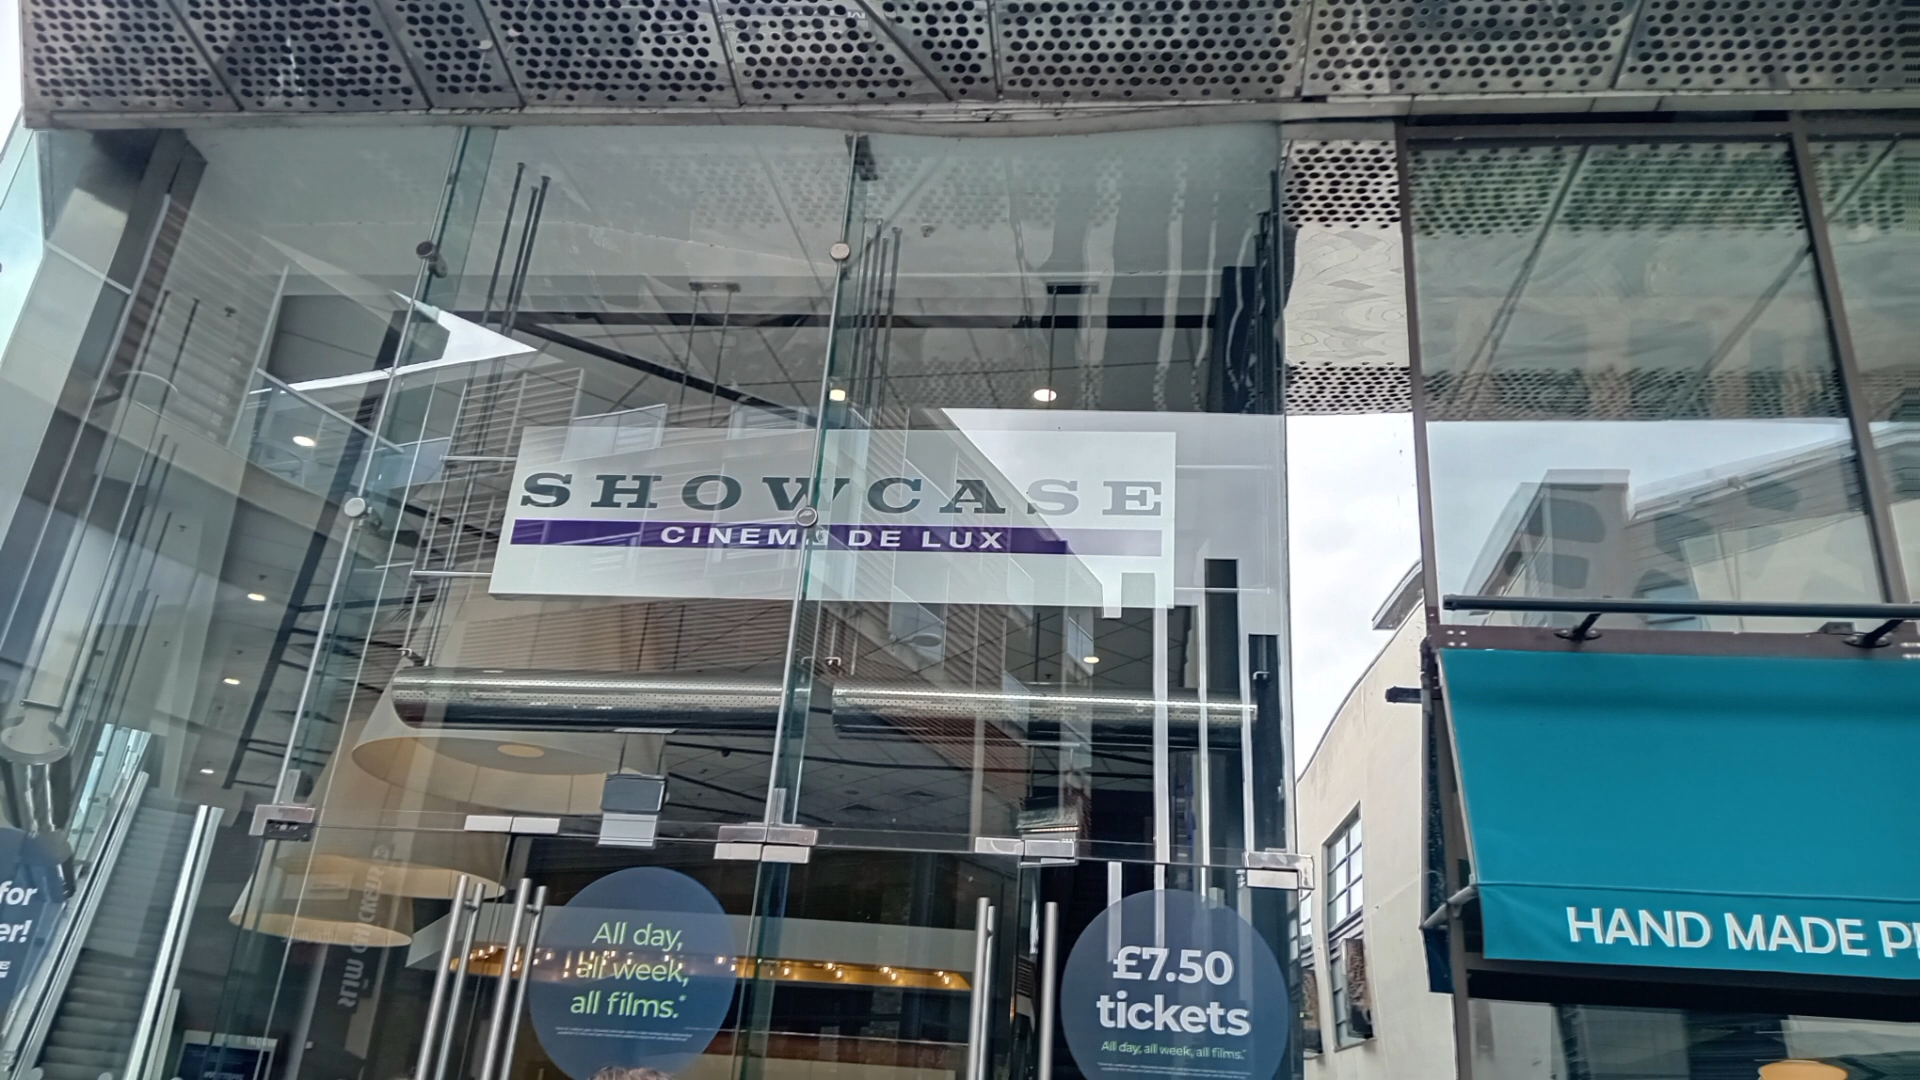 SHOWCASE
CINEMA DE LUX
for
er!
All day,
all week,
all films.*
£7.50
tickets
All day, all week, all films.*
HAND MADE P